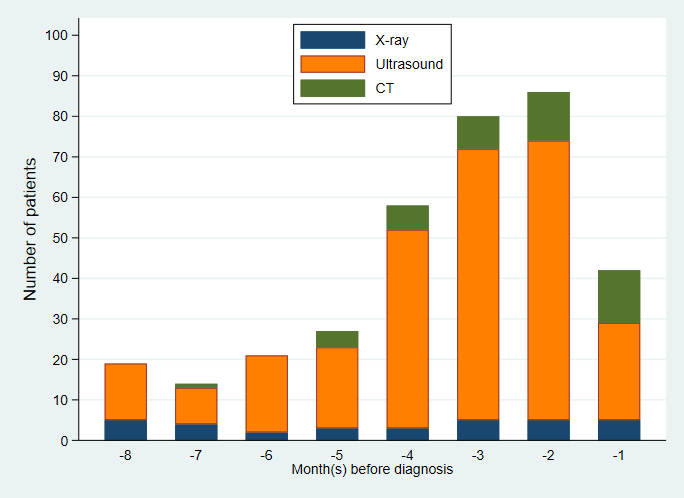 X-ray
Ultrasound
CT
Number of patients
100
90
80
70
60
50
40
30
20
10
0
-8 -7 -6 -5 -4 -3 -2 -1
Month(s) before diagnosis